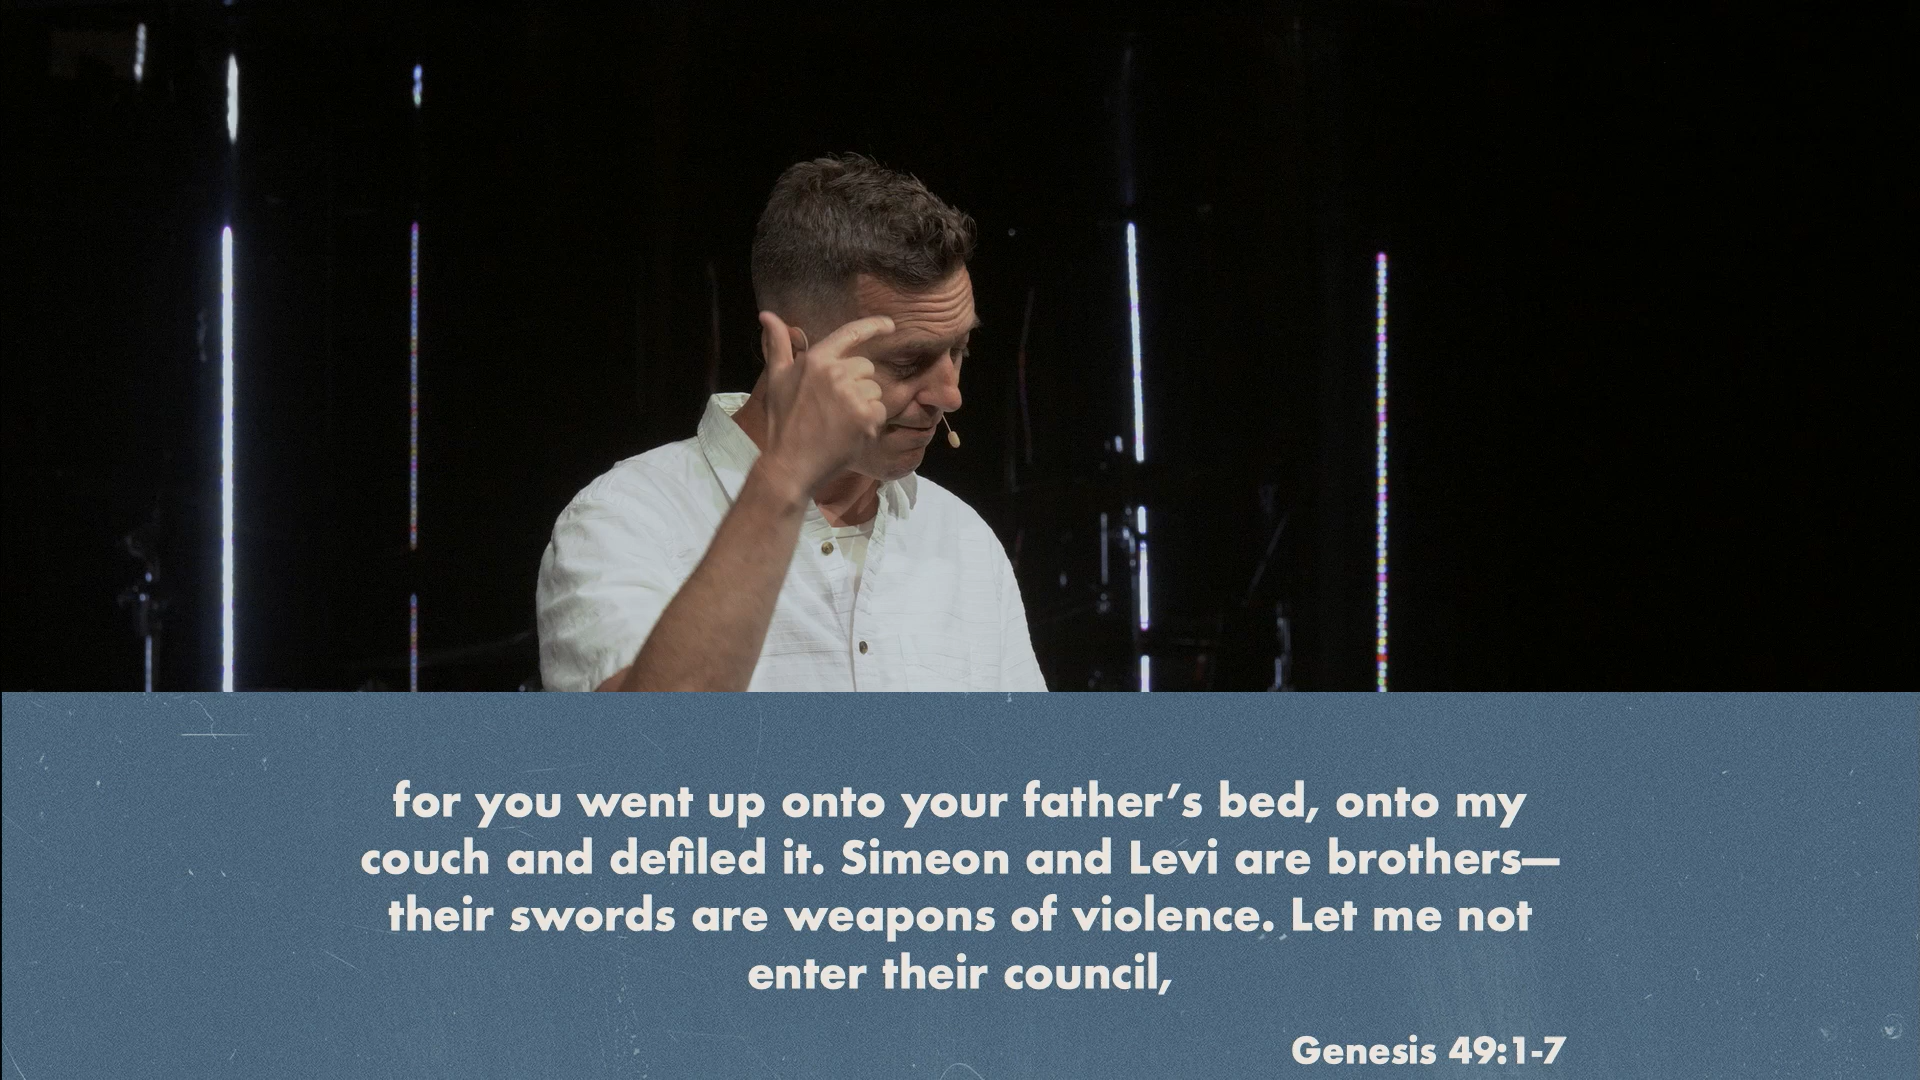 for you went up onto your father’s bed, onto my
couch and defiled it. Simeon and Levi are brothers—
their swords are weapons of violence. Let me not
enter their council,
Genesis 49:1-7